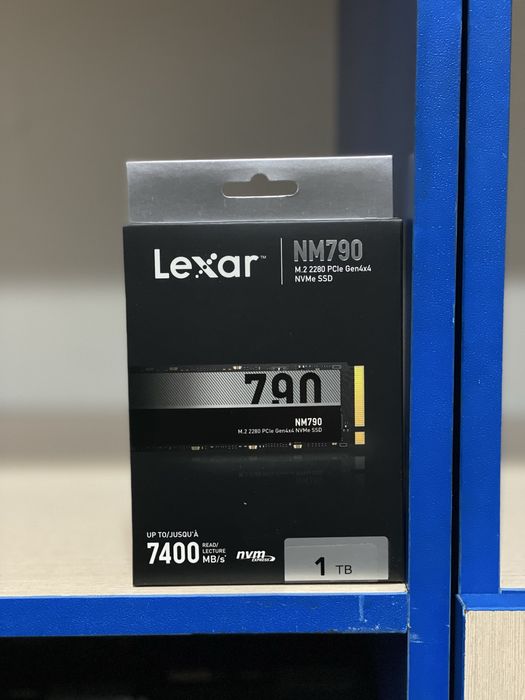 Lexar™
NM790
M.2 2280 PCIe Gen4x4
NVMe SSD
790
NM790
M.2 2280 PCIe Gen4x4 NVMe SSD
UP TO/JUSQU'À
7400 READ/
LECTURE
MB/s*
nvm
EXPRESS
1 TB